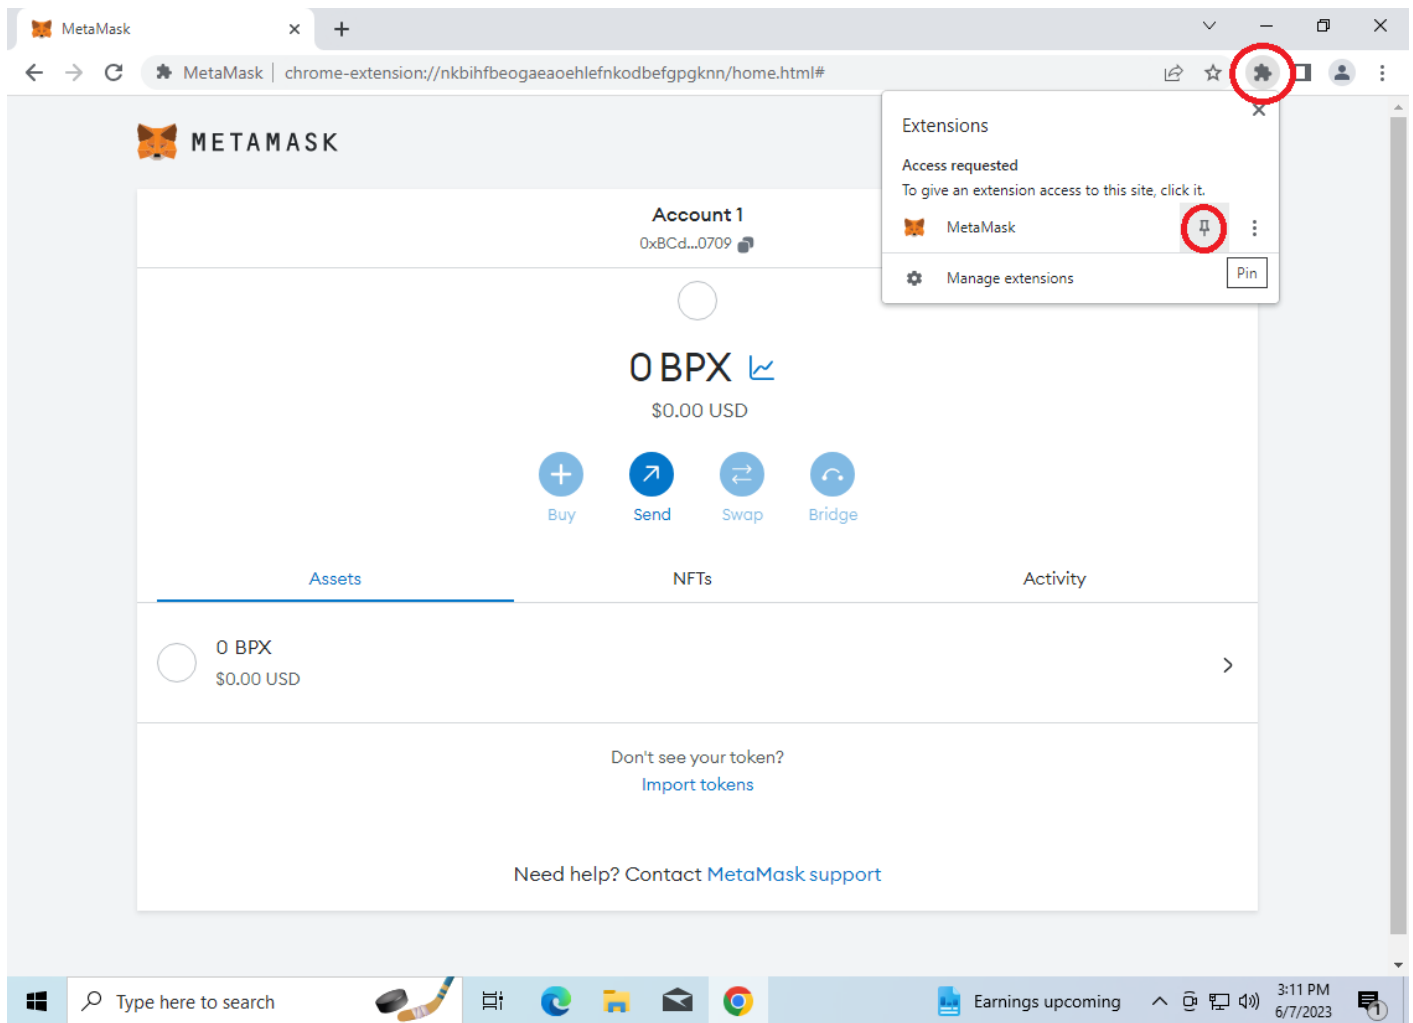 MetaMask
MetaMask
chrome-extension://nkbihfbeogaeaoehlefnkodbefgpgknn/home.html#
METAMASK
Extensions
Access requested
To give an extension access to this site, click it.
MetaMask
Manage extensions
Pin
Account 1
0xBCd...0709
0 BPX
$0.00 USD
Buy
Send
Swap
Bridge
Assets
NFTs
Activity
0 BPX
$0.00 USD
Don't see your token?
Import tokens
Need help? Contact MetaMask support
Type here to search
Earnings upcoming
3:11 PM
6/7/2023
1